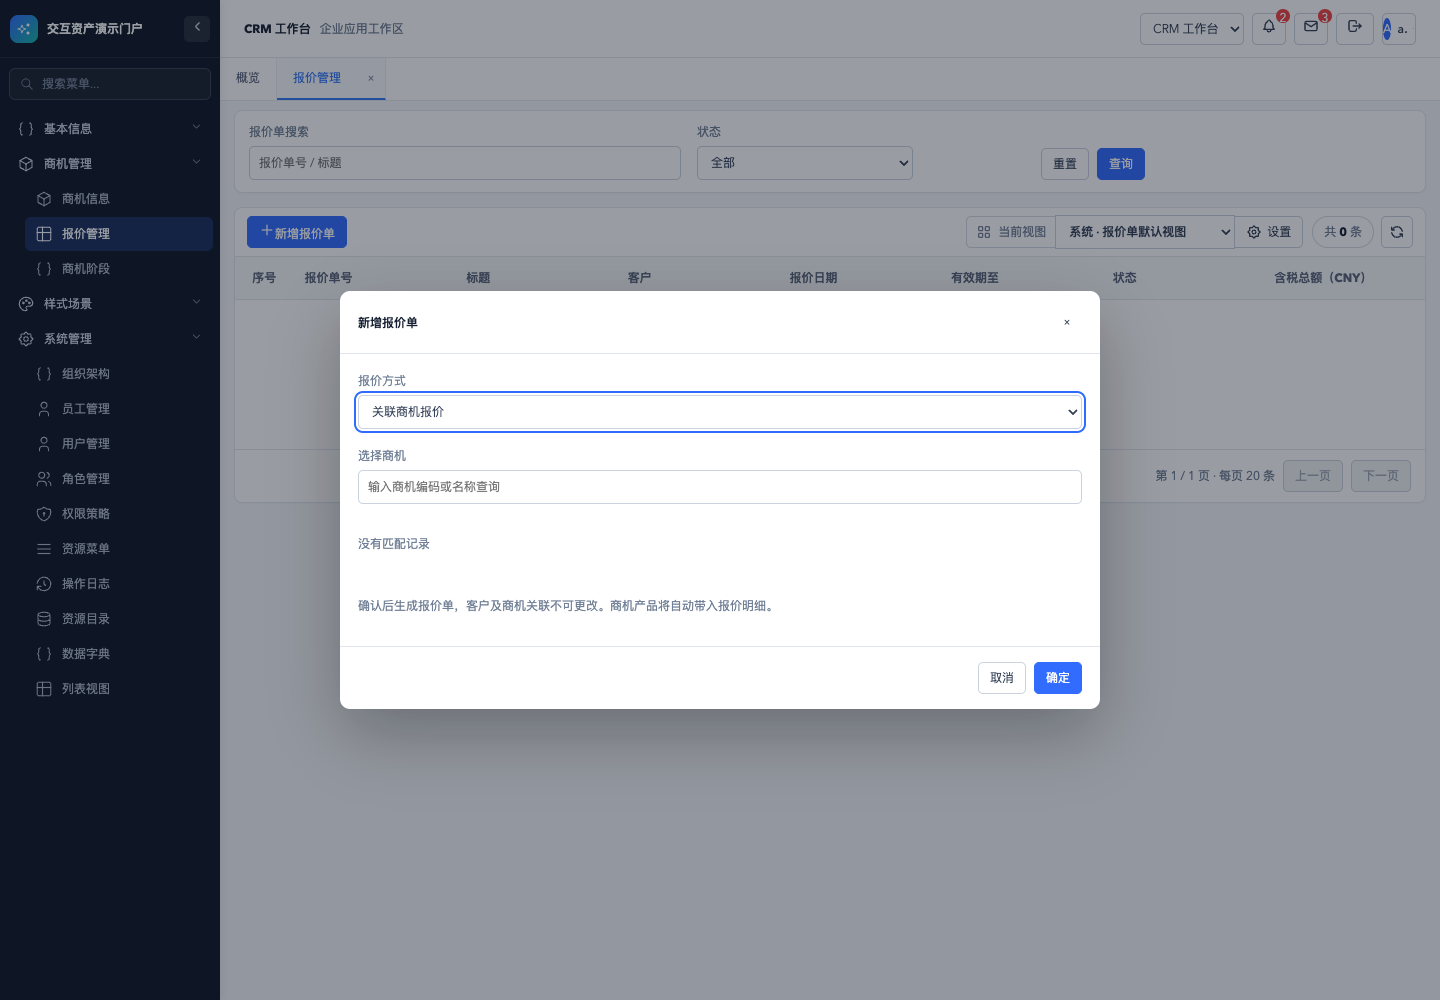 交互资产演示门户
搜索菜单...
基本信息
商机管理
商机信息
报价管理
商机阶段
样式场景
系统管理
组织架构
员工管理
用户管理
角色管理
权限策略
资源菜单
操作日志
资源目录
数据字典
列表视图
CRM 工作台 企业应用工作区
CRM 工作台 2 3 A a.
概览 报价管理 ×
报价单搜索 状态
报价单号 / 标题 全部 重置 查询
新增报价单 当前视图 系统 · 报价单默认视图 设置 共 0 条
序号 报价单号 标题 客户 报价日期 有效期至 状态 含税总额（CNY）
新增报价单 ×
报价方式
关联商机报价
选择商机
输入商机编码或名称查询
没有匹配记录
确认后生成报价单，客户及商机关联不可更改。商机产品将自动带入报价明细。
取消 确定
第 1 / 1 页 · 每页 20 条 上一页 下一页